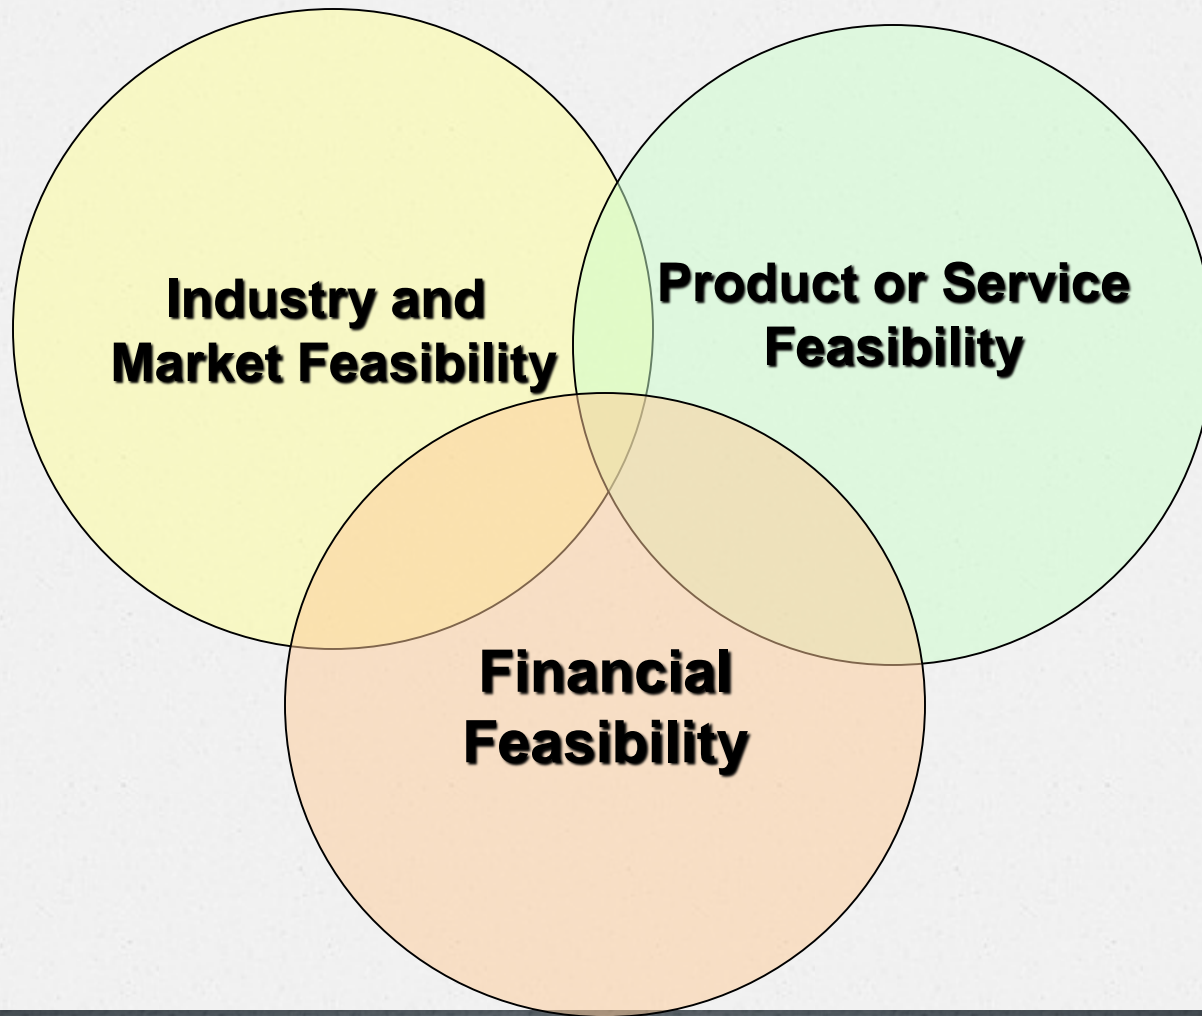 Industry and
Market Feasibility
Product or Service
Feasibility
Financial
Feasibility